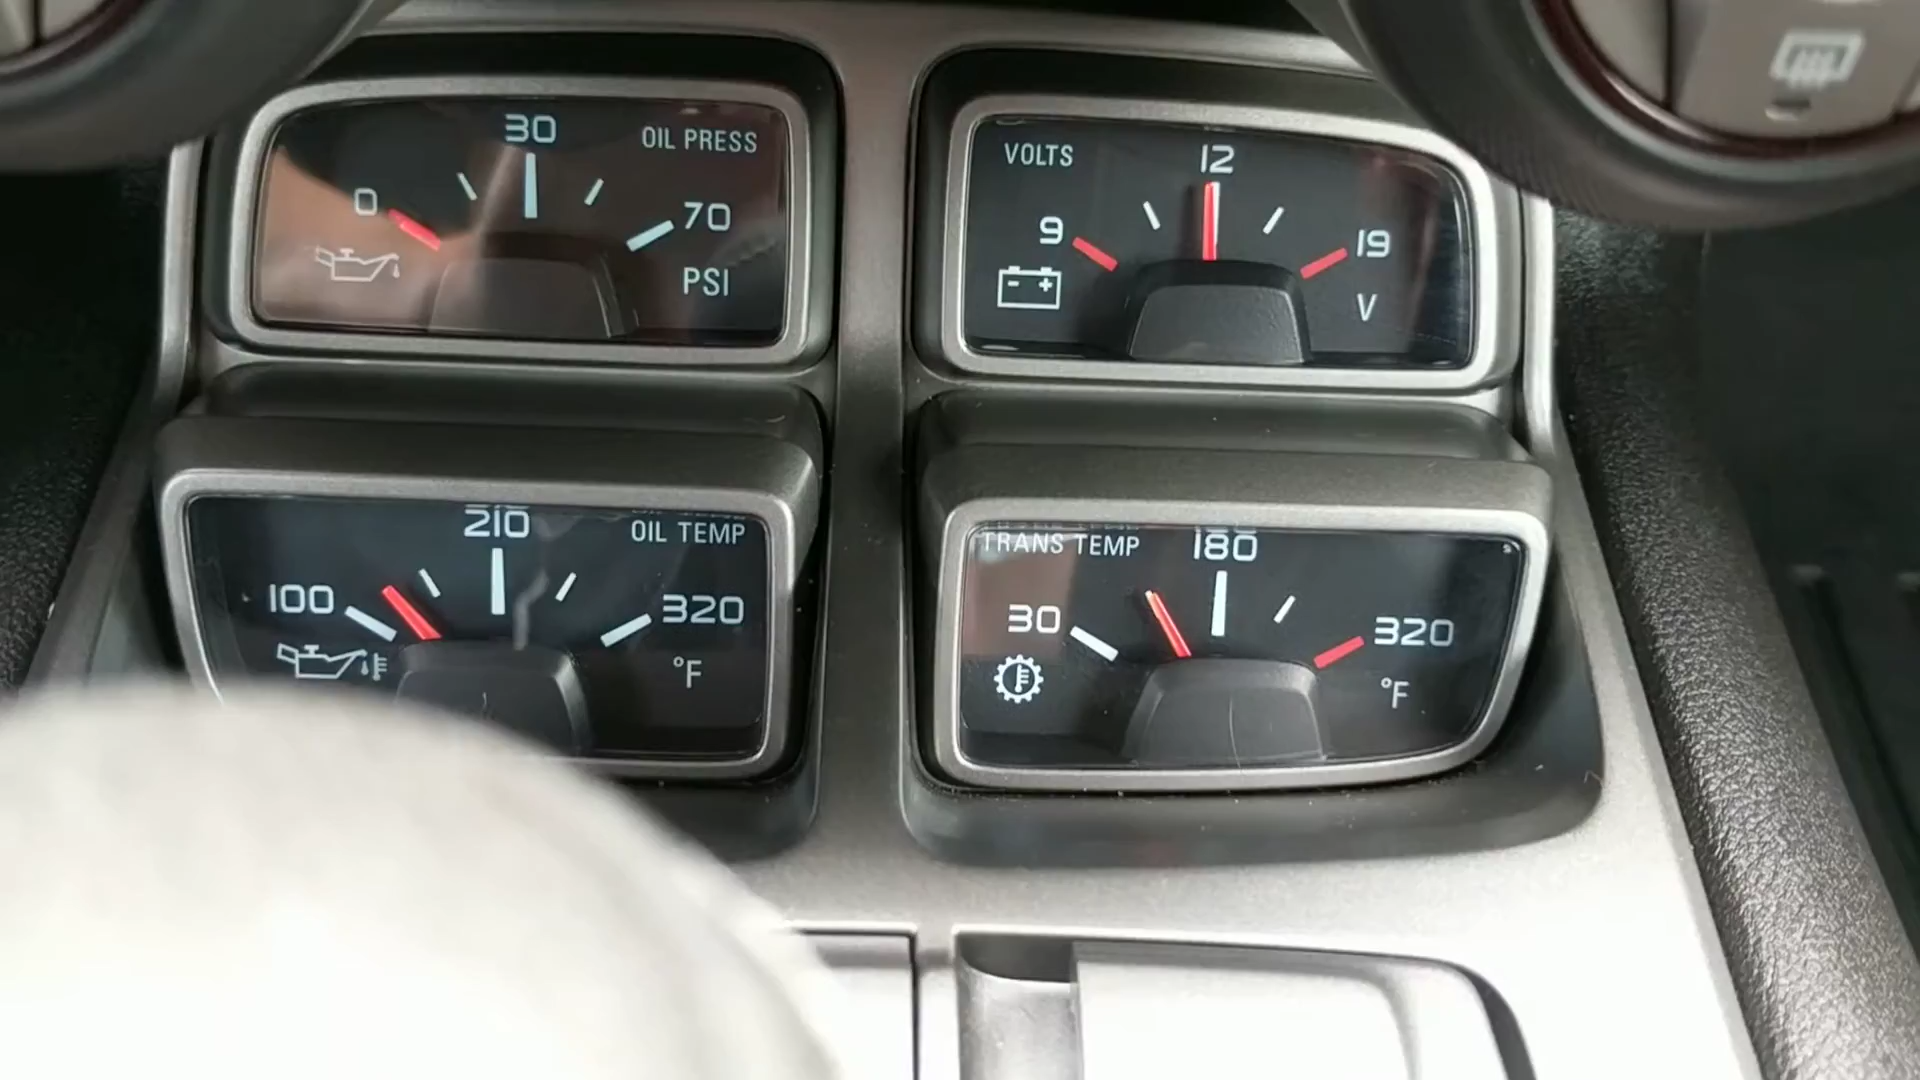 30 OIL PRESS
0
70
PSI
VOLTS 12
9
19
V
- +
210 OIL TEMP
100
320
°F
TRANS TEMP 180
30
320
°F